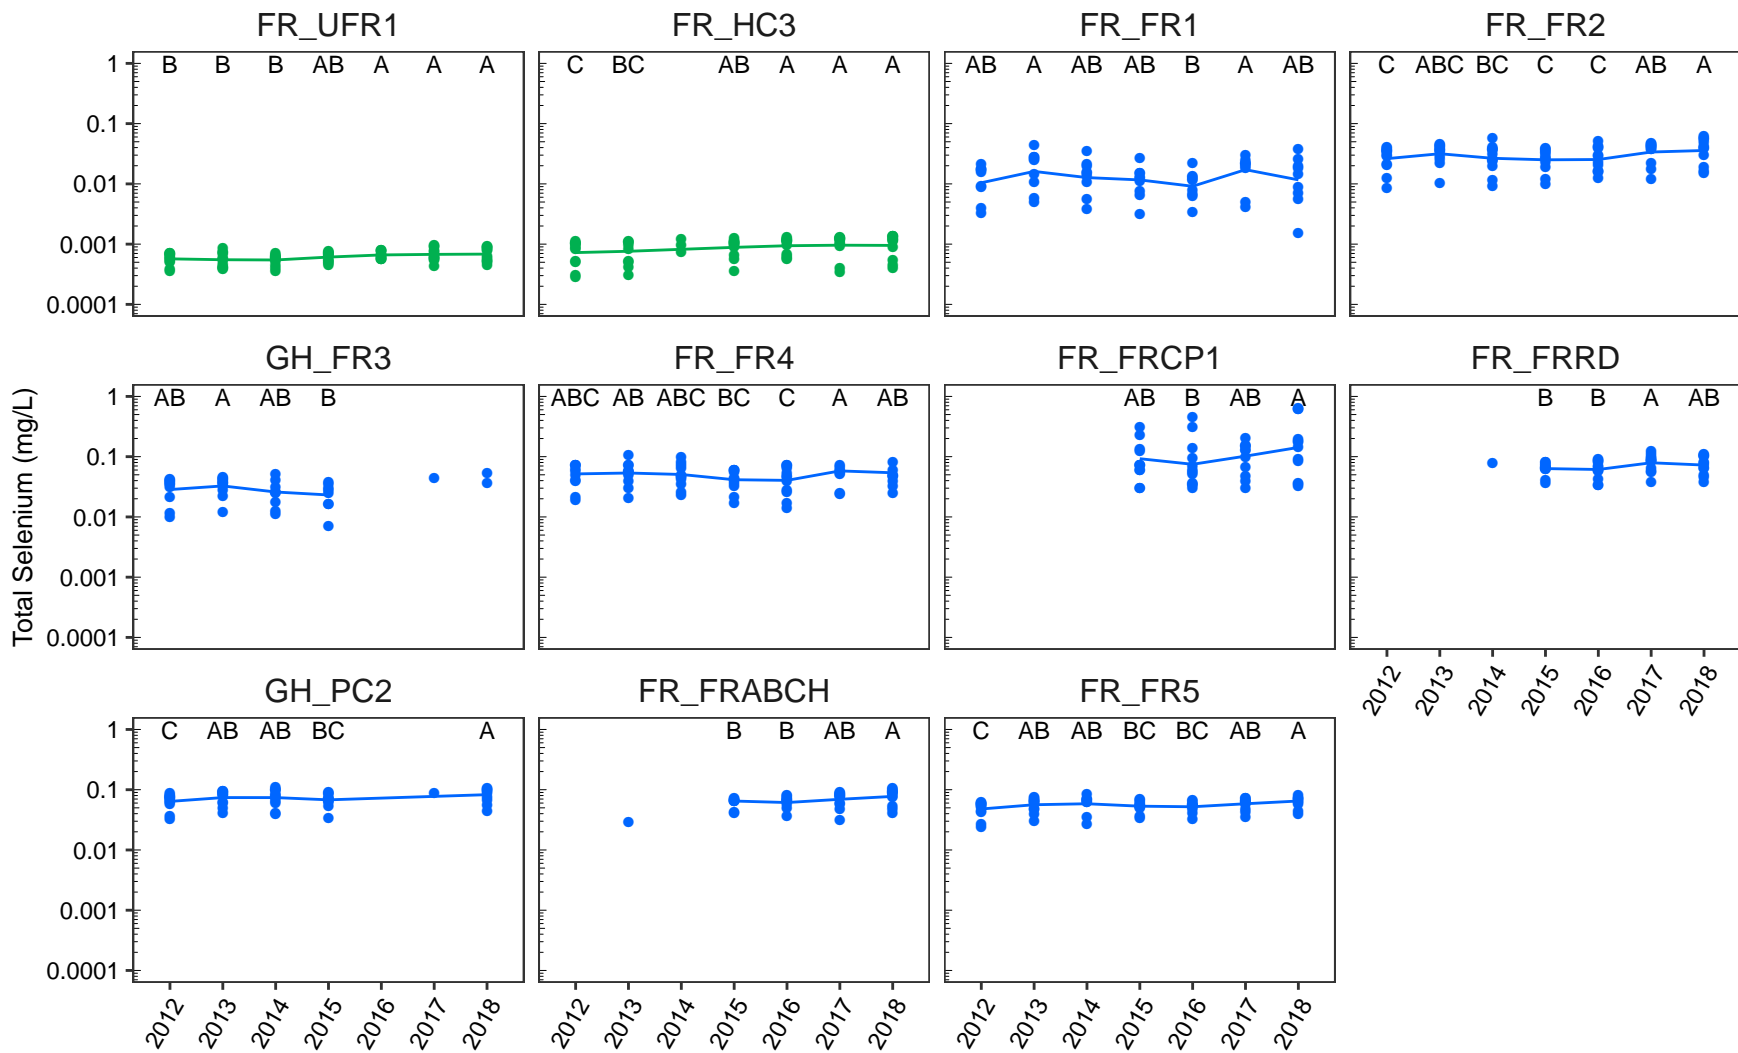 FR_UFR1 FR_HC3 FR_FR1 FR_FR2
1 B B B AB A A A C BC AB A A A AB A AB AB B A AB C ABC BC C C AB A
0.1
0.01
0.001
0.0001
GH_FR3 FR_FR4 FR_FRCP1 FR_FRRD
1 AB A AB B ABC AB ABC BC C A AB AB B AB A B B A AB
0.1
0.01
0.001
0.0001
Total Selenium (mg/L)
2012 2013 2014 2015 2016 2017 2018
GH_PC2 FR_FRABCH FR_FR5
1 C AB AB BC A B B AB A C AB AB BC BC AB A
0.1
0.01
0.001
0.0001
2012 2013 2014 2015 2016 2017 2018 2012 2013 2014 2015 2016 2017 2018 2012 2013 2014 2015 2016 2017 2018